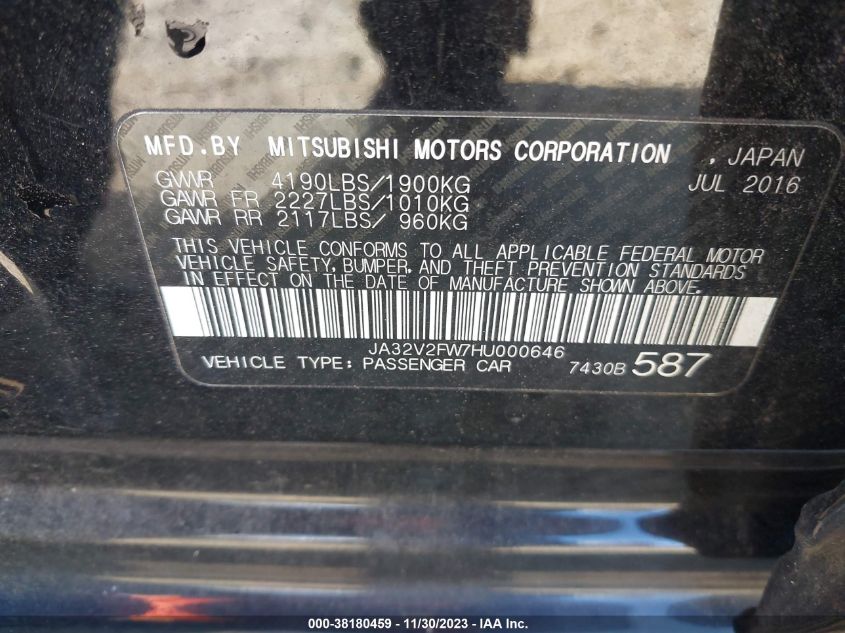 MFD.BY MITSUBISHI MOTORS CORPORATION , JAPAN
GVWR 4190LBS/1900KG JUL 2016
GAWR FR 2227LBS/1010KG
GAWR RR 2117LBS/ 960KG
THIS VEHICLE CONFORMS TO ALL APPLICABLE FEDERAL MOTOR
VEHICLE SAFETY, BUMPER, AND THEFT PREVENTION STANDARDS
IN EFFECT ON THE DATE OF MANUFACTURE SHOWN ABOVE.
JA32V2FW7HU000646
VEHICLE TYPE: PASSENGER CAR 7430B 587
000-38180459 - 11/30/2023 - IAA Inc.